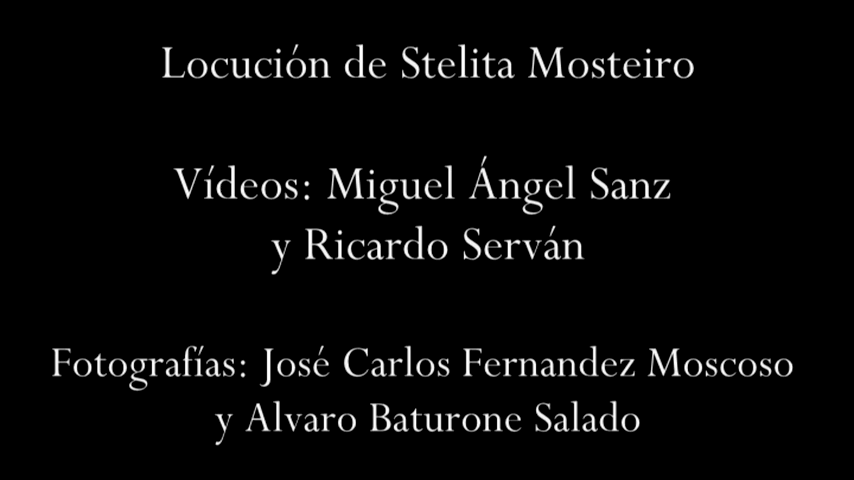 Locución de Stelita Mosteiro
Vídeos: Miguel Ángel Sanz
y Ricardo Serván
Fotografías: José Carlos Fernandez Moscoso
y Alvaro Baturone Salado